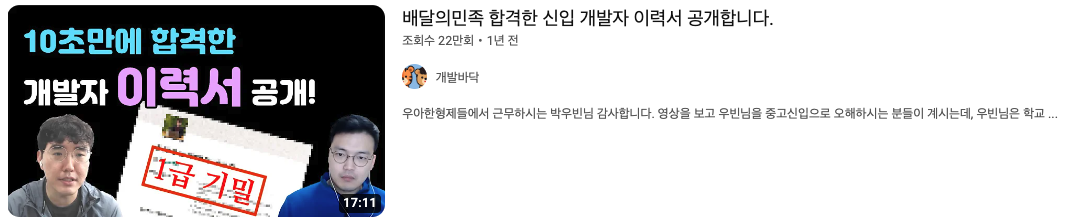 10초만에 합격한
개발자 이력서 공개!
1급 기밀
17:11
배달의민족 합격한 신입 개발자 이력서 공개합니다.
조회수 22만회 • 1년 전
개발바닥
우아한형제들에서 근무하시는 박우빈님 감사합니다. 영상을 보고 우빈님을 중고신입으로 오해하시는 분들이 계시는데, 우빈님은 학교 ...